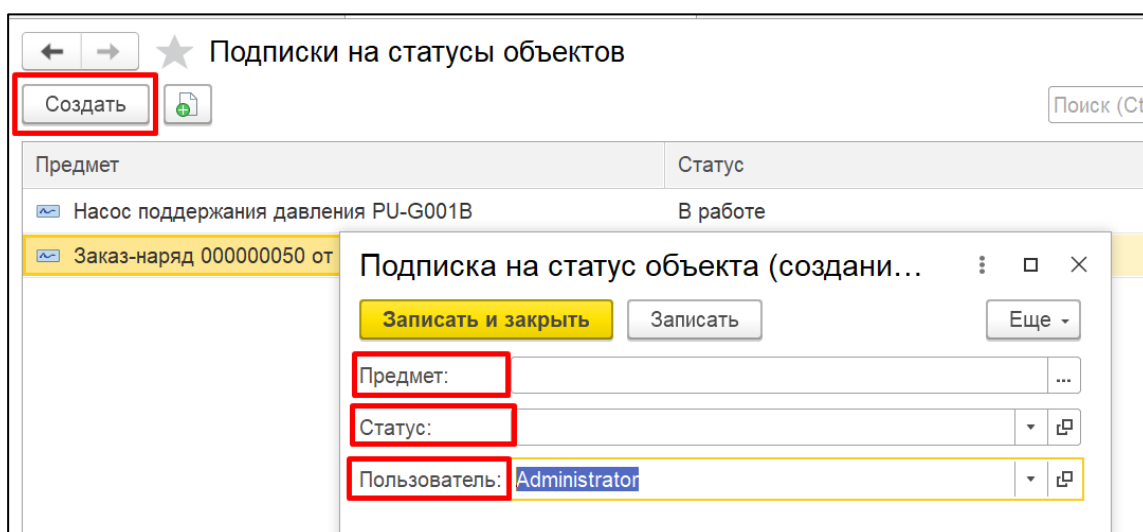 Подписки на статусы объектов
Создать
Поиск (Ct
Предмет Статус
Насос поддержания давления PU-G001B В работе
Заказ-наряд 000000050 от
Подписка на статус объекта (создани...
Записать и закрыть Записать Еще
Предмет:
Статус:
Пользователь: Administrator